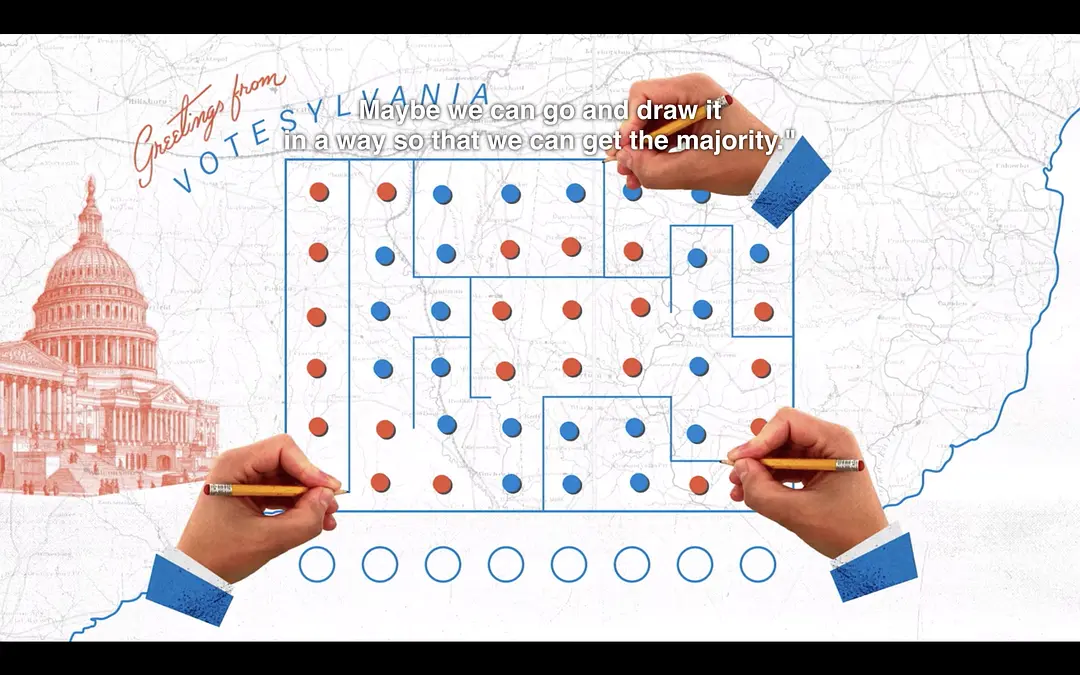 Greetings from
VOTESYLVANIA
Maybe we can go and draw it
in a way so that we can get the majority."